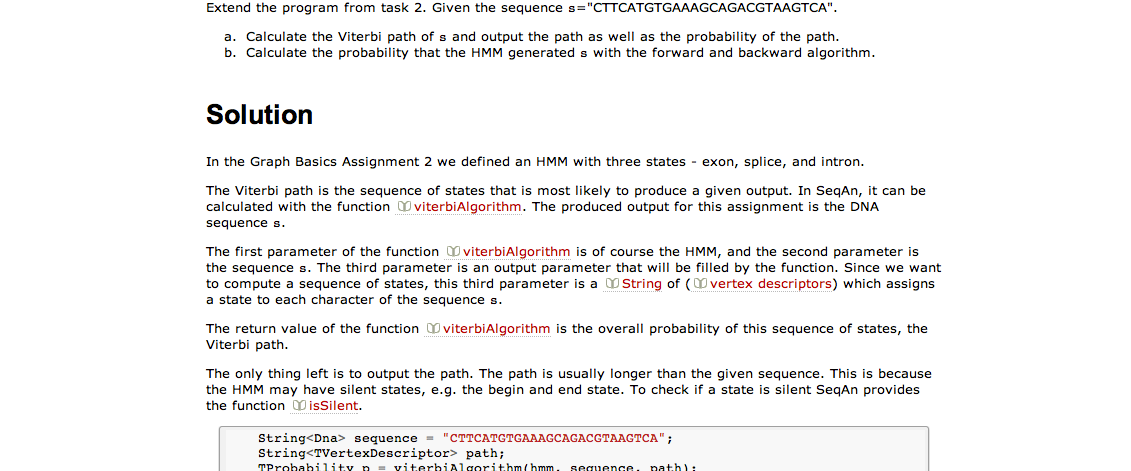 Extend the program from task 2. Given the sequence s="CTTCATGTGAAAGCAGACGTAAGTCA".
a. Calculate the Viterbi path of s and output the path as well as the probability of the path.
b. Calculate the probability that the HMM generated s with the forward and backward algorithm.
Solution
In the Graph Basics Assignment 2 we defined an HMM with three states - exon, splice, and intron.
The Viterbi path is the sequence of states that is most likely to produce a given output. In SeqAn, it can be
calculated with the function viterbiAlgorithm. The produced output for this assignment is the DNA
sequence s.
The first parameter of the function viterbiAlgorithm is of course the HMM, and the second parameter is
the sequence s. The third parameter is an output parameter that will be filled by the function. Since we want
to compute a sequence of states, this third parameter is a String of (vertex descriptors) which assigns
a state to each character of the sequence s.
The return value of the function viterbiAlgorithm is the overall probability of this sequence of states, the
Viterbi path.
The only thing left is to output the path. The path is usually longer than the given sequence. This is because
the HMM may have silent states, e.g. the begin and end state. To check if a state is silent SeqAn provides
the function isSilent.
String<Dna> sequence = "CTTCATGTGAAAGCAGACGTAAGTCA";
String<TVertexDescriptor> path;
TProbability p = viterbiAlgorithm(hmm, sequence, path);